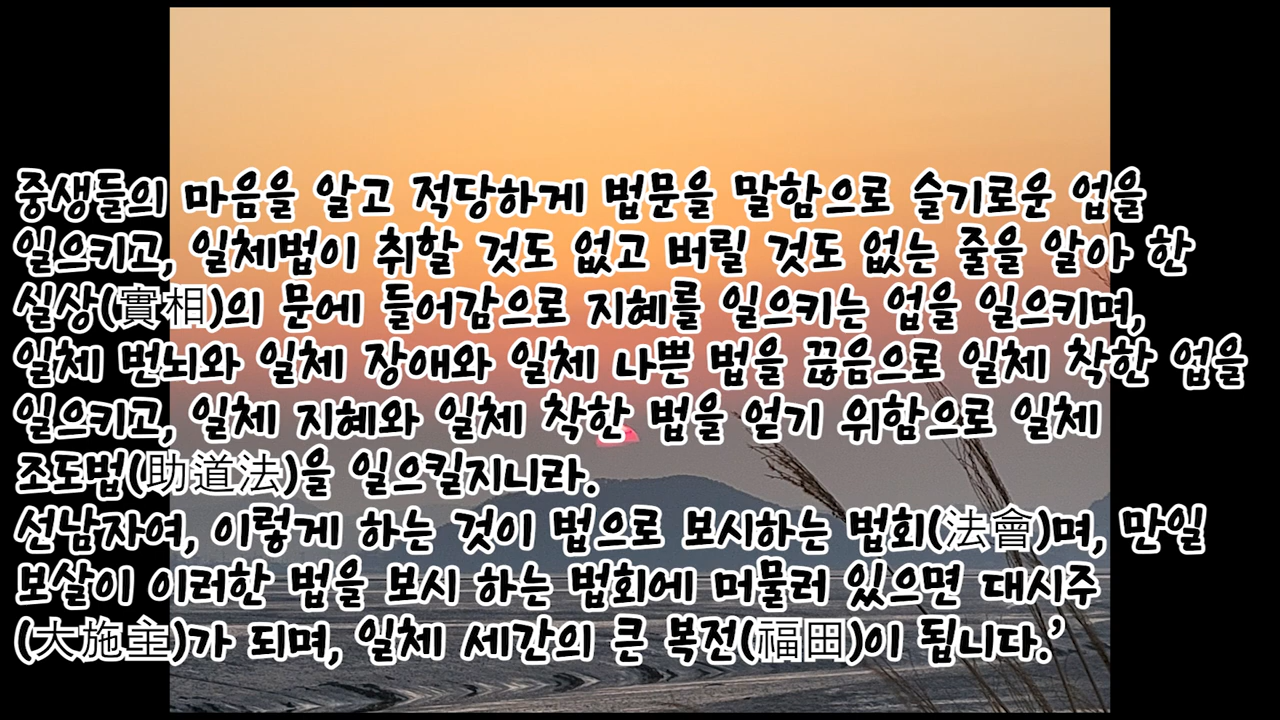 중생들의 마음을 알고 적당하게 법문을 말함으로 슬기로운 업을
일으키고, 일체법이 취할 것도 없고 버릴 것도 없는 줄을 알아 한
실상(實相)의 문에 들어감으로 지혜를 일으키는 업을 일으키며,
일체 번뇌와 일체 장애와 일체 나쁜 법을 끊음으로 일체 착한 업을
일으키고, 일체 지혜와 일체 착한 법을 얻기 위함으로 일체
조도법(助道法)을 일으킬지니라.
선남자여, 이렇게 하는 것이 법으로 보시하는 법회(法會)며, 만일
보살이 이러한 법을 보시 하는 법회에 머물러 있으면 대시주
(大施主)가 되며, 일체 세간의 큰 복전(福田)이 됩니다.’